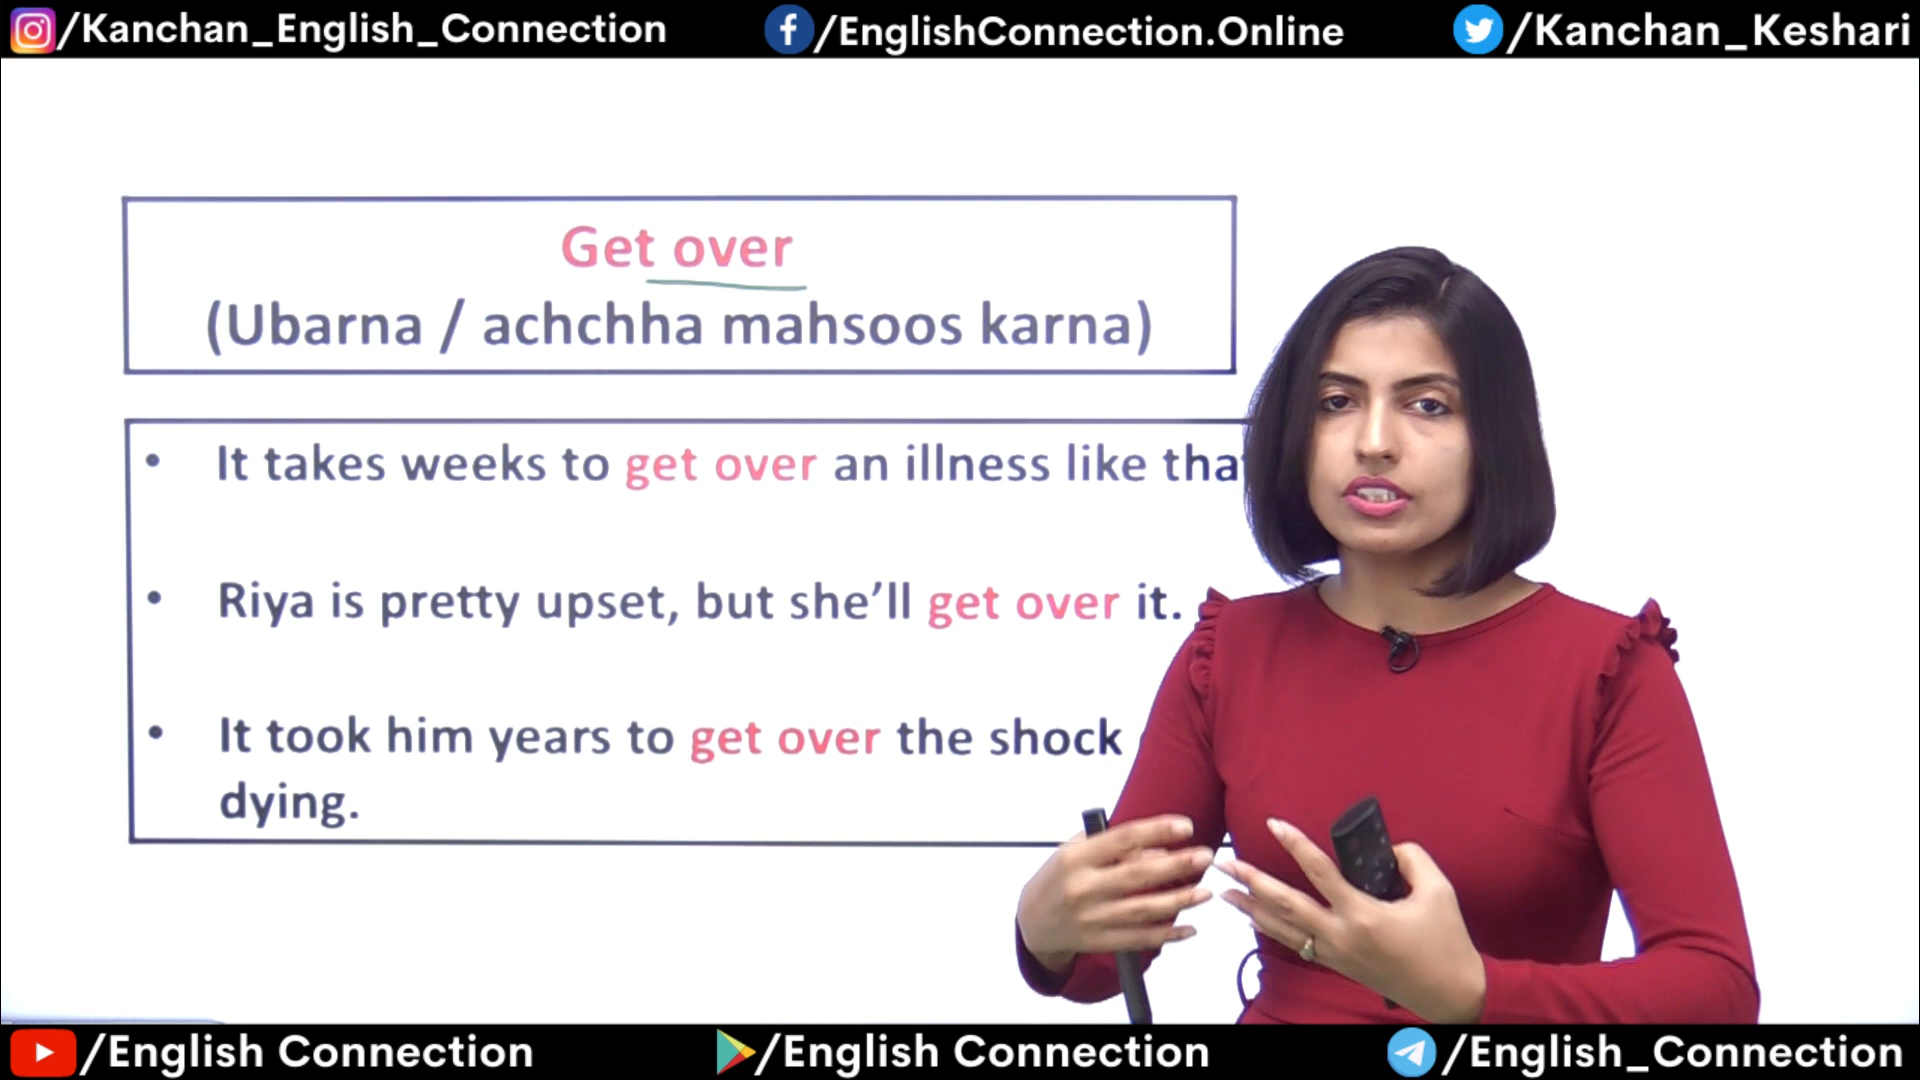 /Kanchan_English_Connection /EnglishConnection.Online /Kanchan_Keshari
Get over
(Ubarna / achchha mahsoos karna)
• It takes weeks to get over an illness like
• Riya is pretty upset, but she’ll get over it.
• It took him years to get over the shock
dying.
/English Connection /English Connection /English_Connection